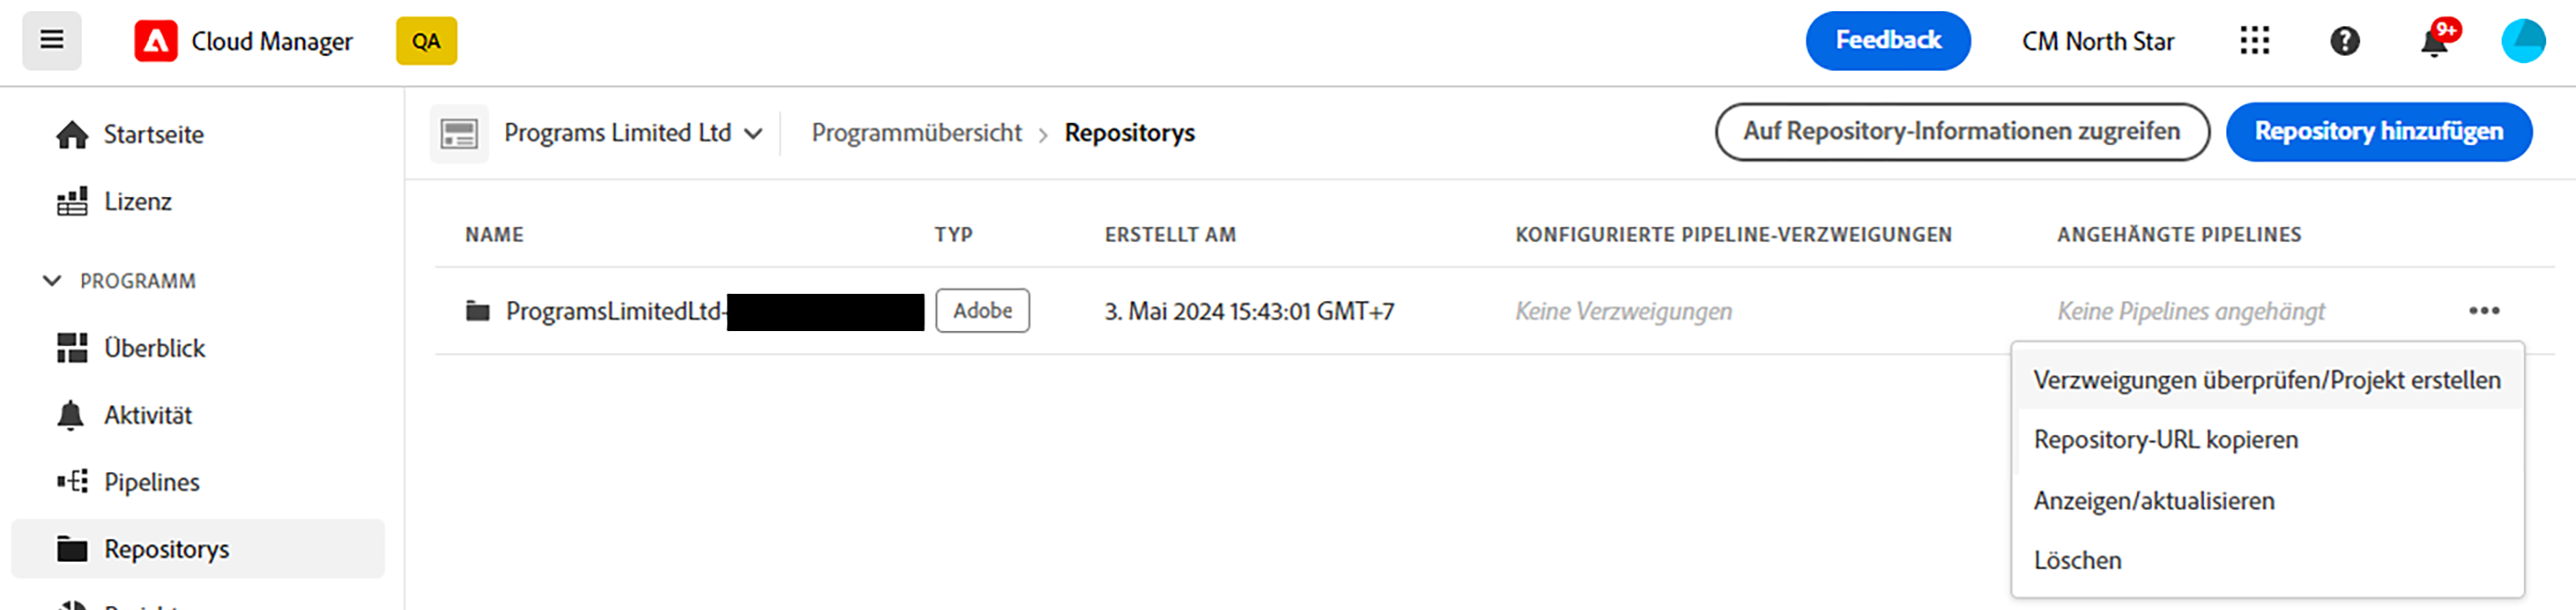 Cloud Manager
QA
Feedback
CM North Star
9+
Startseite
Lizenz
PROGRAMM
Überblick
Aktivität
Pipelines
Repositorys
Programs Limited Ltd
Programmübersicht > Repositorys
Auf Repository-Informationen zugreifen
Repository hinzufügen
NAME TYP ERSTELLT AM KONFIGURIERTE PIPELINE-VERZWEIGUNGEN ANGEHÄNGTE PIPELINES
ProgramsLimitedLtd- Adobe 3. Mai 2024 15:43:01 GMT+7 Keine Verzweigungen Keine Pipelines angehängt
Verzweigungen überprüfen/Projekt erstellen
Repository-URL kopieren
Anzeigen/aktualisieren
Löschen